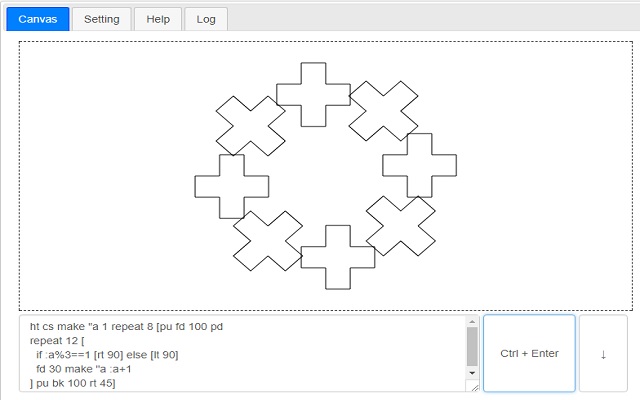 Canvas Setting Help Log
ht cs make "a 1 repeat 8 [pu fd 100 pd
repeat 12 [
if :a%3==1 [rt 90] else [lt 90]
fd 30 make "a :a+1
] pu bk 100 rt 45]
Ctrl + Enter
↓